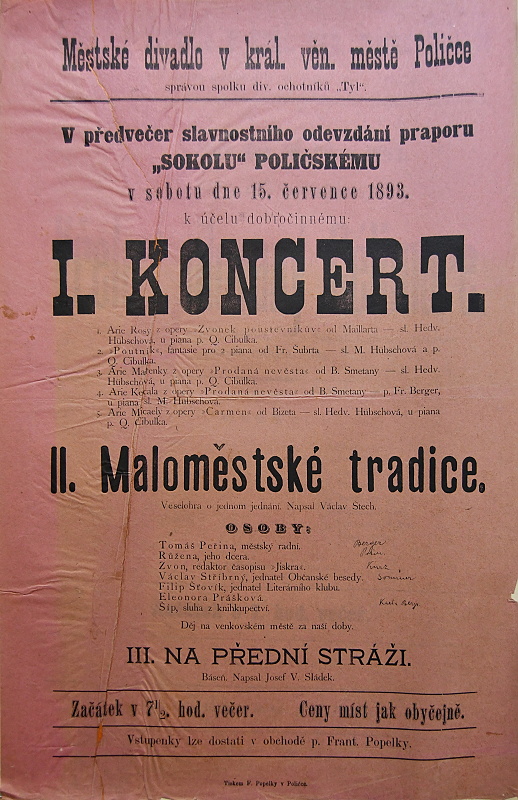 Městské divadlo v král. věn. městě Poličce
správou spolku div. ochotníků „Tyl“.
V předvečer slavnostního odevzdání praporu
„SOKOLU“ POLIČSKÉMU
v sobotu dne 15. července 1893.
k účelu dobročinnému:
I. KONCERT.
1. Arie Rosy z opery »Zvonek poustevníkův« od Maillarta — sl. Hedv.
Hübschová, u piana p. Q. Cibulka.
2. »Poutník«, fantasie pro 2 piana od Fr. Šubrta — sl. M. Hübschová a p.
Q. Cibulka.
3. Arie Mařenky z opery »Prodaná nevěsta« od B. Smetany — sl. Hedv.
Hübschová, u piana p. Q. Cibulka.
4. Arie Kecala z opery »Prodaná nevěsta« od B. Smetany — p. Fr. Berger,
u piana sl. M. Hübschová.
5. Arie Micaely z opery »Carmen« od Bizeta — sl. Hedv. Hübschová, u piana
p. Q. Cibulka.
II. Maloměstské tradice.
Veselohra o jednom jednání. Napsal Václav Štech.
OSOBY:
Tomáš Peřina, městský radní. Berger
Růžena, jeho dcera.
Zvon, redaktor časopisu »Jiskra«.
Václav Stříbrný, jednatel Občanské besedy.
Filip Šťovík, jednatel Literárního klubu.
Eleonora Prášková.
Šíp, sluha z knihkupectví.
Děj na venkovském městě za naší doby.
III. NA PŘEDNÍ STRÁŽI.
Báseň. Napsal Josef V. Sládek.
Začátek v 7½. hod. večer. Ceny míst jak obyčejně.
Vstupenky lze dostati v obchodě p. Frant. Popelky.
Tiskem F. Popelky v Poličce.